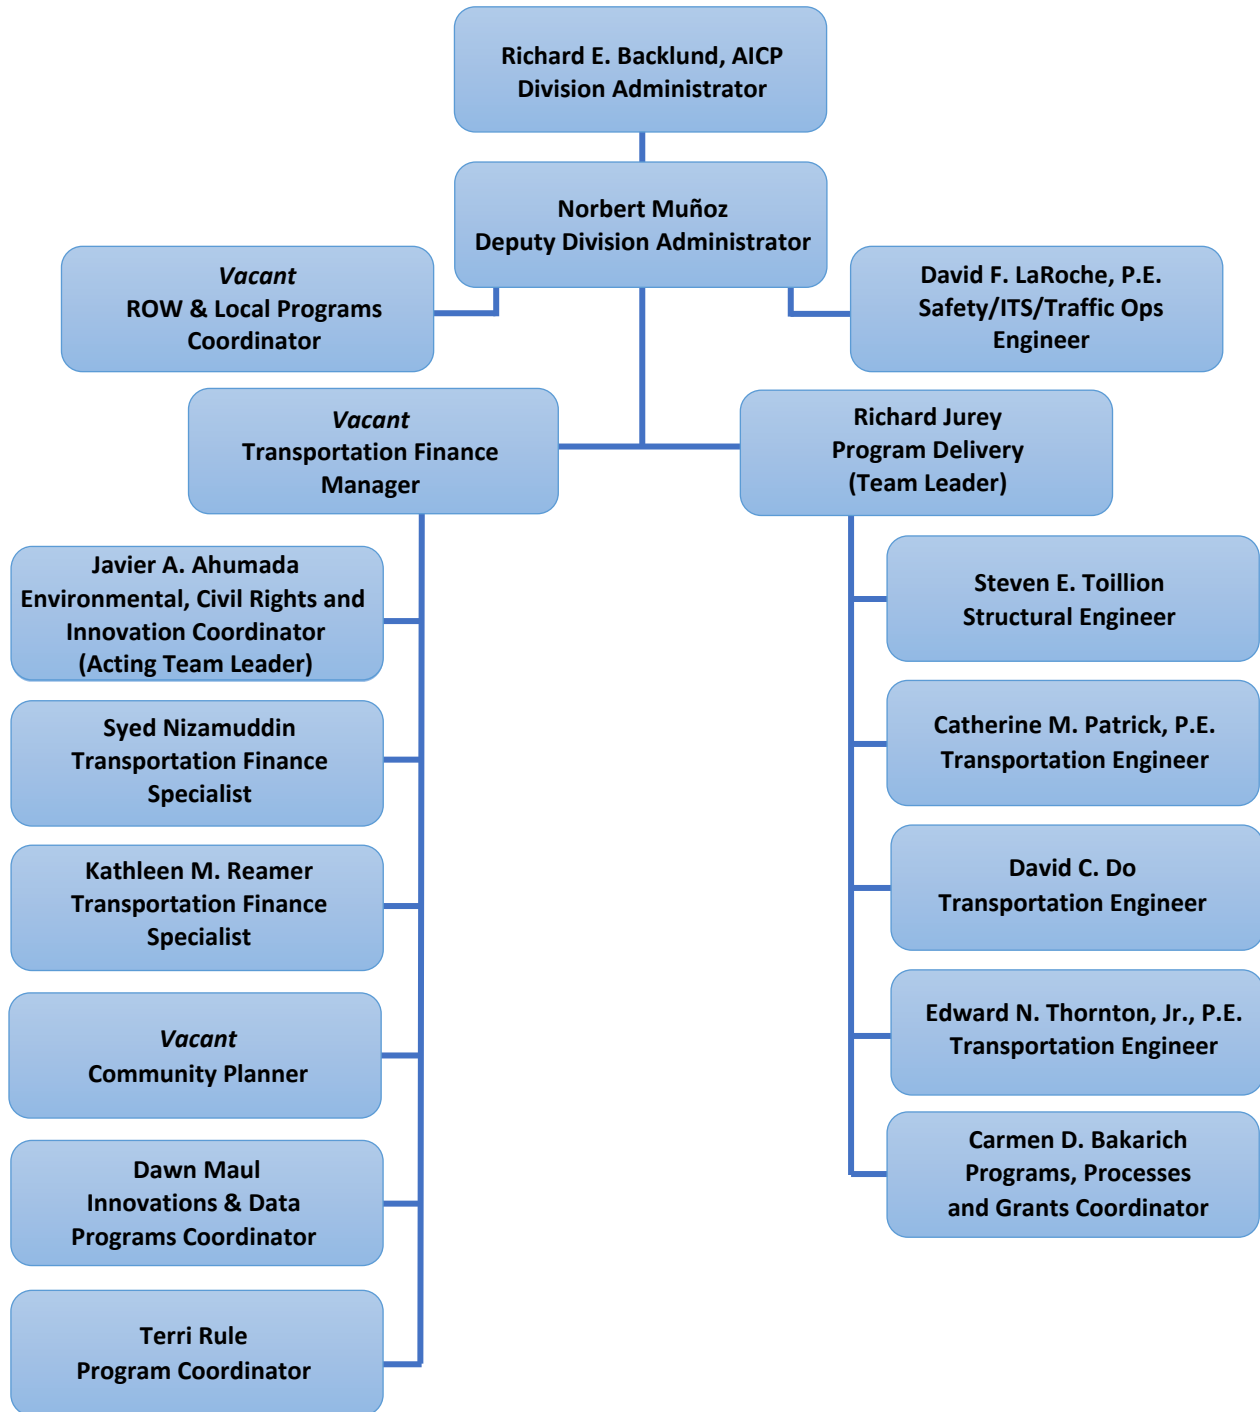 Richard E. Backlund, AICP
Division Administrator
Norbert Muñoz
Deputy Division Administrator
Vacant
ROW & Local Programs
Coordinator
David F. LaRoche, P.E.
Safety/ITS/Traffic Ops
Engineer
Vacant
Transportation Finance
Manager
Richard Jurey
Program Delivery
(Team Leader)
Javier A. Ahumada
Environmental, Civil Rights and
Innovation Coordinator
(Acting Team Leader)
Syed Nizamuddin
Transportation Finance
Specialist
Kathleen M. Reamer
Transportation Finance
Specialist
Vacant
Community Planner
Dawn Maul
Innovations & Data
Programs Coordinator
Terri Rule
Program Coordinator
Steven E. Toillion
Structural Engineer
Catherine M. Patrick, P.E.
Transportation Engineer
David C. Do
Transportation Engineer
Edward N. Thornton, Jr., P.E.
Transportation Engineer
Carmen D. Bakarich
Programs, Processes
and Grants Coordinator